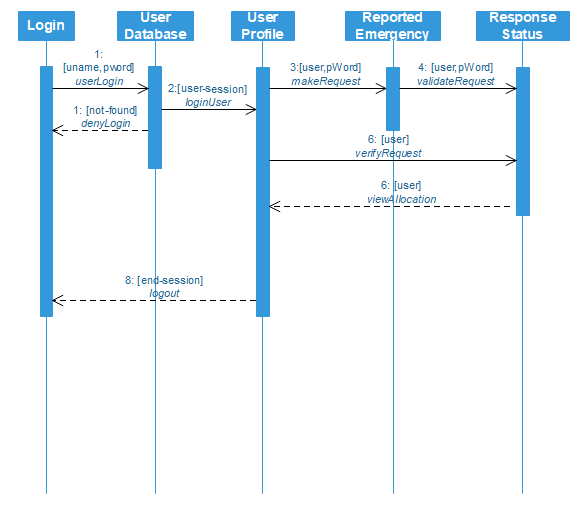 Login
User
Database
User
Profile
Reported
Emergency
Response
Status
1:
[uname,pword]
userLogin
2:[user-session]
loginUser
3:[user,pWord]
makeRequest
4: [user,pWord]
validateRequest
1: [not-found]
denyLogin
6: [user]
verifyRequest
6: [user]
viewAllocation
8: [end-session]
logout